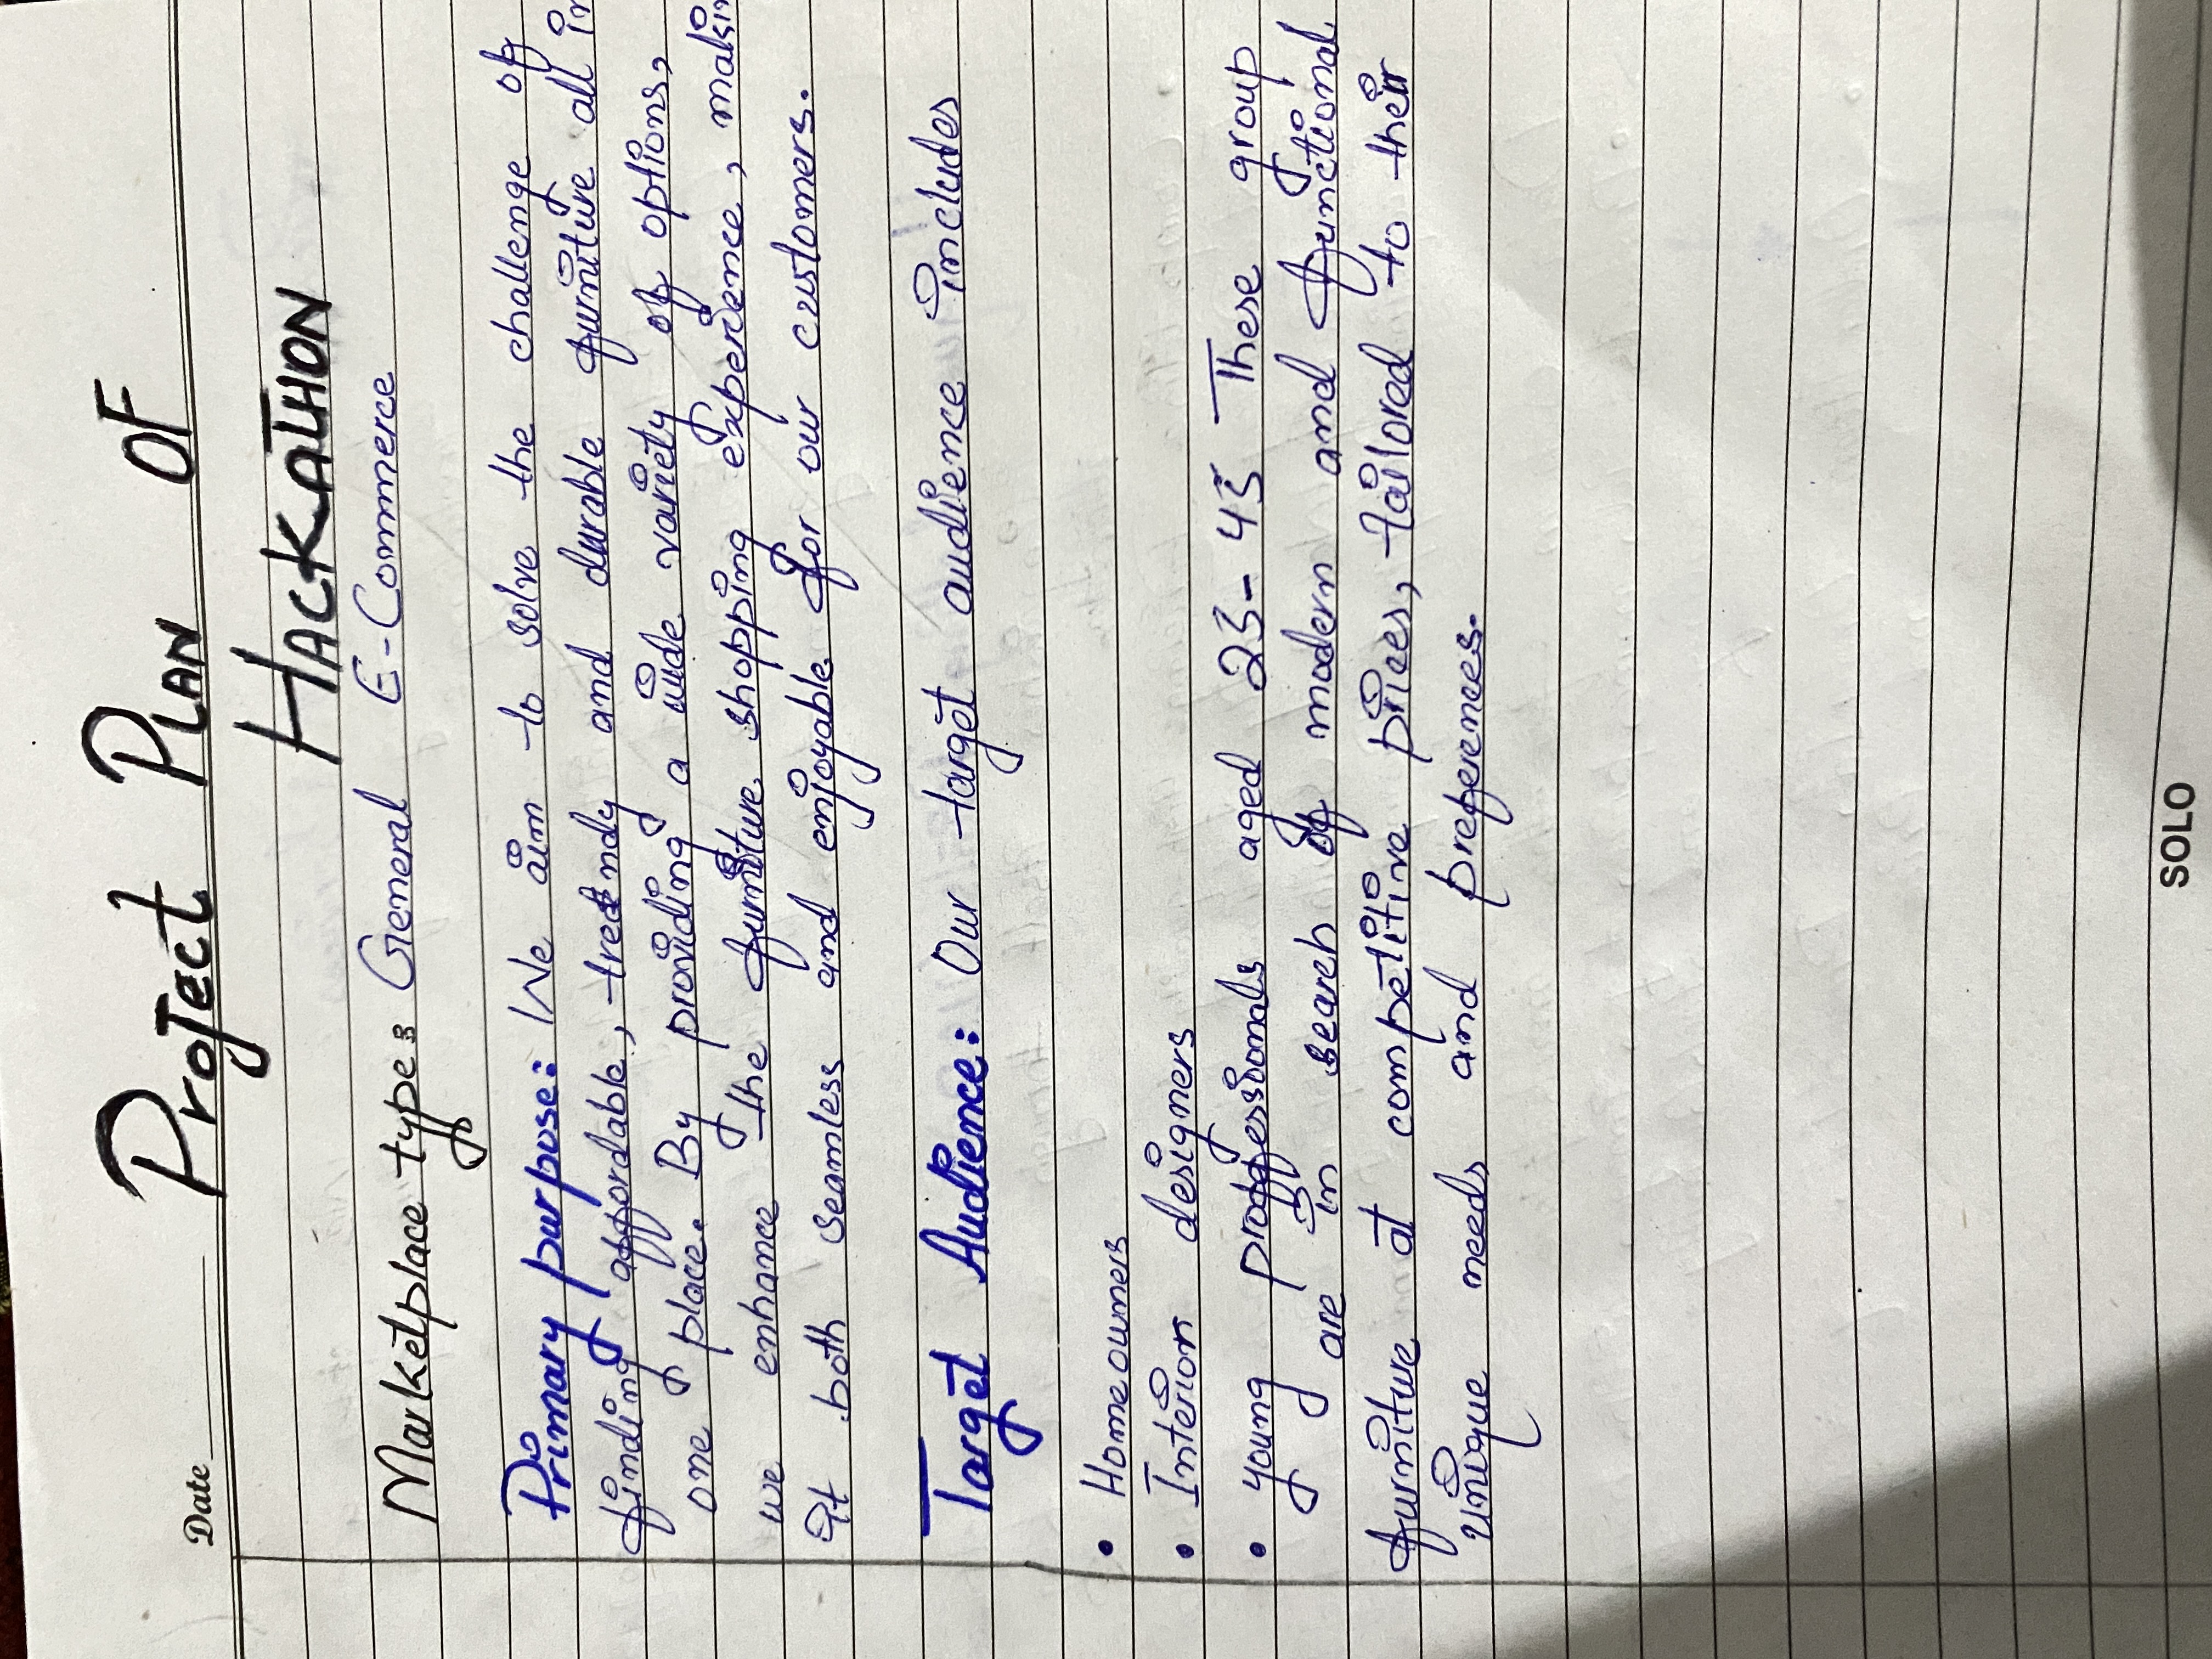 Project Plan of
Date
Hackathon
Marketplace type: General E-Commerce
Primary purpose: We aim to solve the challenge of
finding affordable, trendy and durable furniture all in
one place. By providing a wide variety of options,
we enhance the furniture shopping experience, makin
it both seamless and enjoyable for our customers.
Target Audience: Our target audience includes
• Homeowners
• Interior designers
• young proffessionals aged 25-45 These group
are in search of modern and functional
furniture at competitive prices, tailored to their
unique needs and preferences.
SOLO